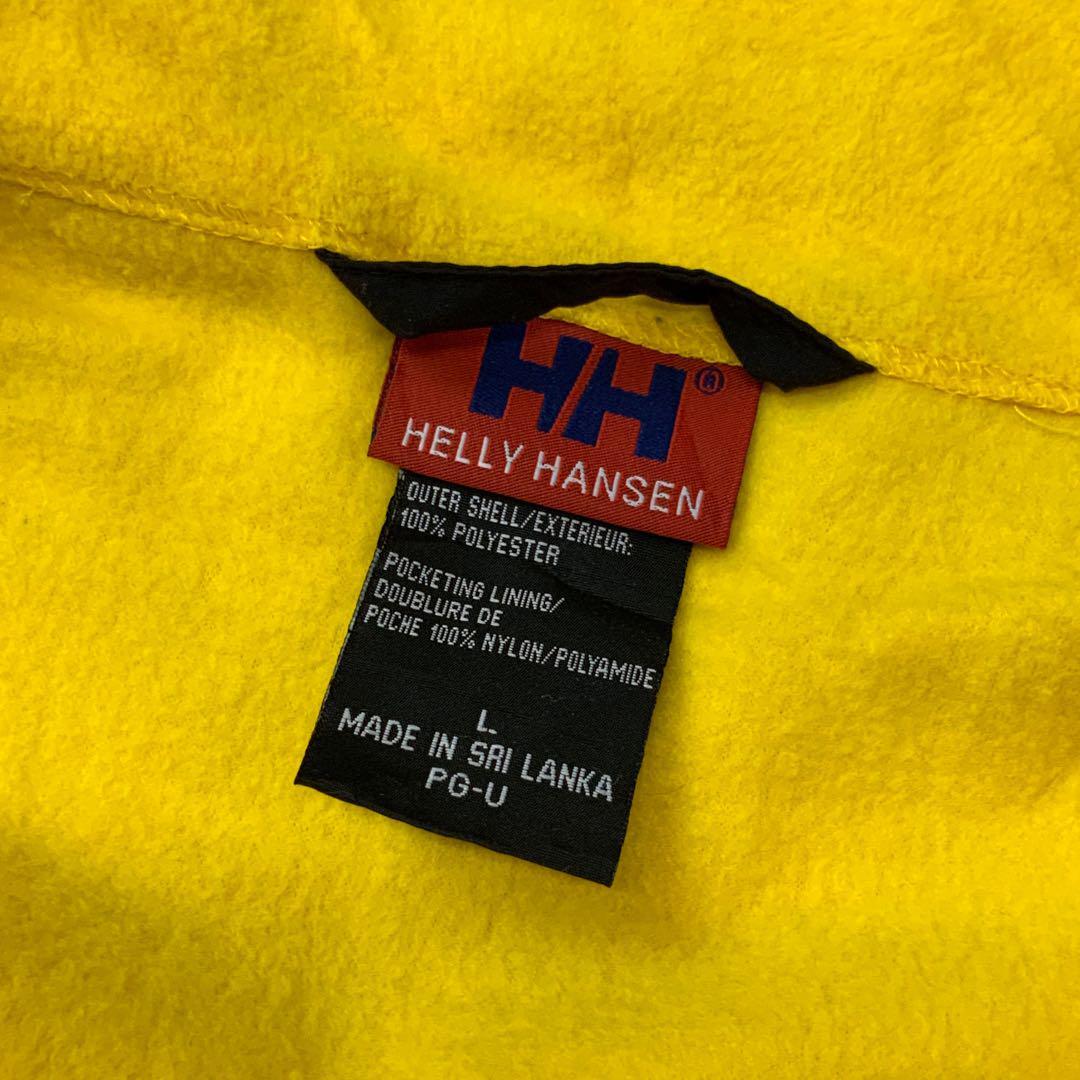 H/H®
HELLY HANSEN
OUTER SHELL/EXTERIEUR:
100% POLYESTER
POCKETING LINING/
DOUBLURE DE
POCHE 100% NYLON/POLYAMIDE
L.
MADE IN SRI LANKA
PG-U